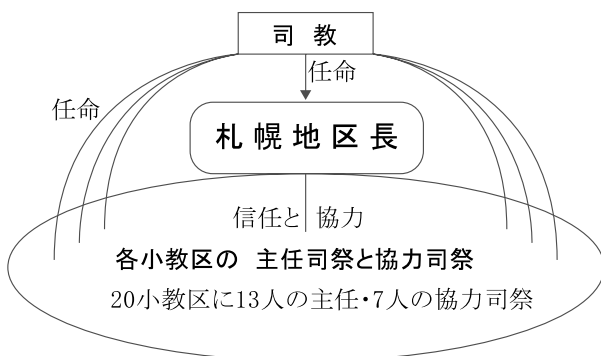 司 教
任命
任命
札 幌 地 区 長
信任と 協力
各小教区の 主任司祭と協力司祭
20小教区に13人の主任・7人の協力司祭